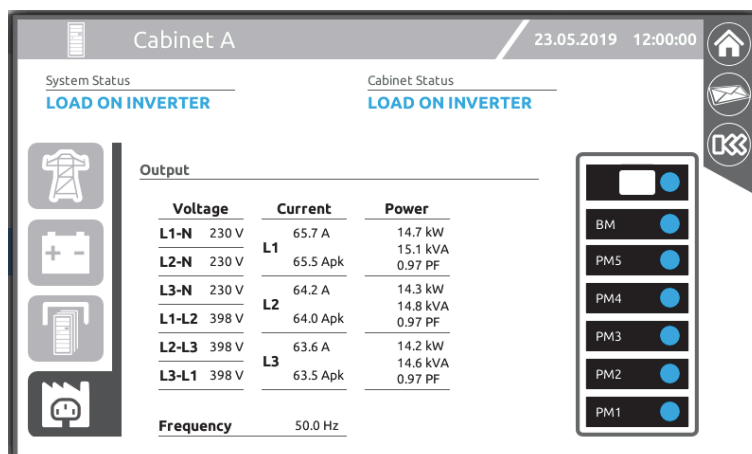 Cabinet A
23.05.2019 12:00:00
System Status
LOAD ON INVERTER
Cabinet Status
LOAD ON INVERTER
Output
Voltage Current Power
L1-N 230 V
L2-N 230 V
L3-N 230 V
L1-L2 398 V
L2-L3 398 V
L3-L1 398 V
L1
65.7 A
65.5 Apk
L2
64.2 A
64.0 Apk
L3
63.6 A
63.5 Apk
14.7 kW
15.1 kVA
0.97 PF
14.3 kW
14.8 kVA
0.97 PF
14.2 kW
14.6 kVA
0.97 PF
Frequency 50.0 Hz
+ -
BM
PM5
PM4
PM3
PM2
PM1